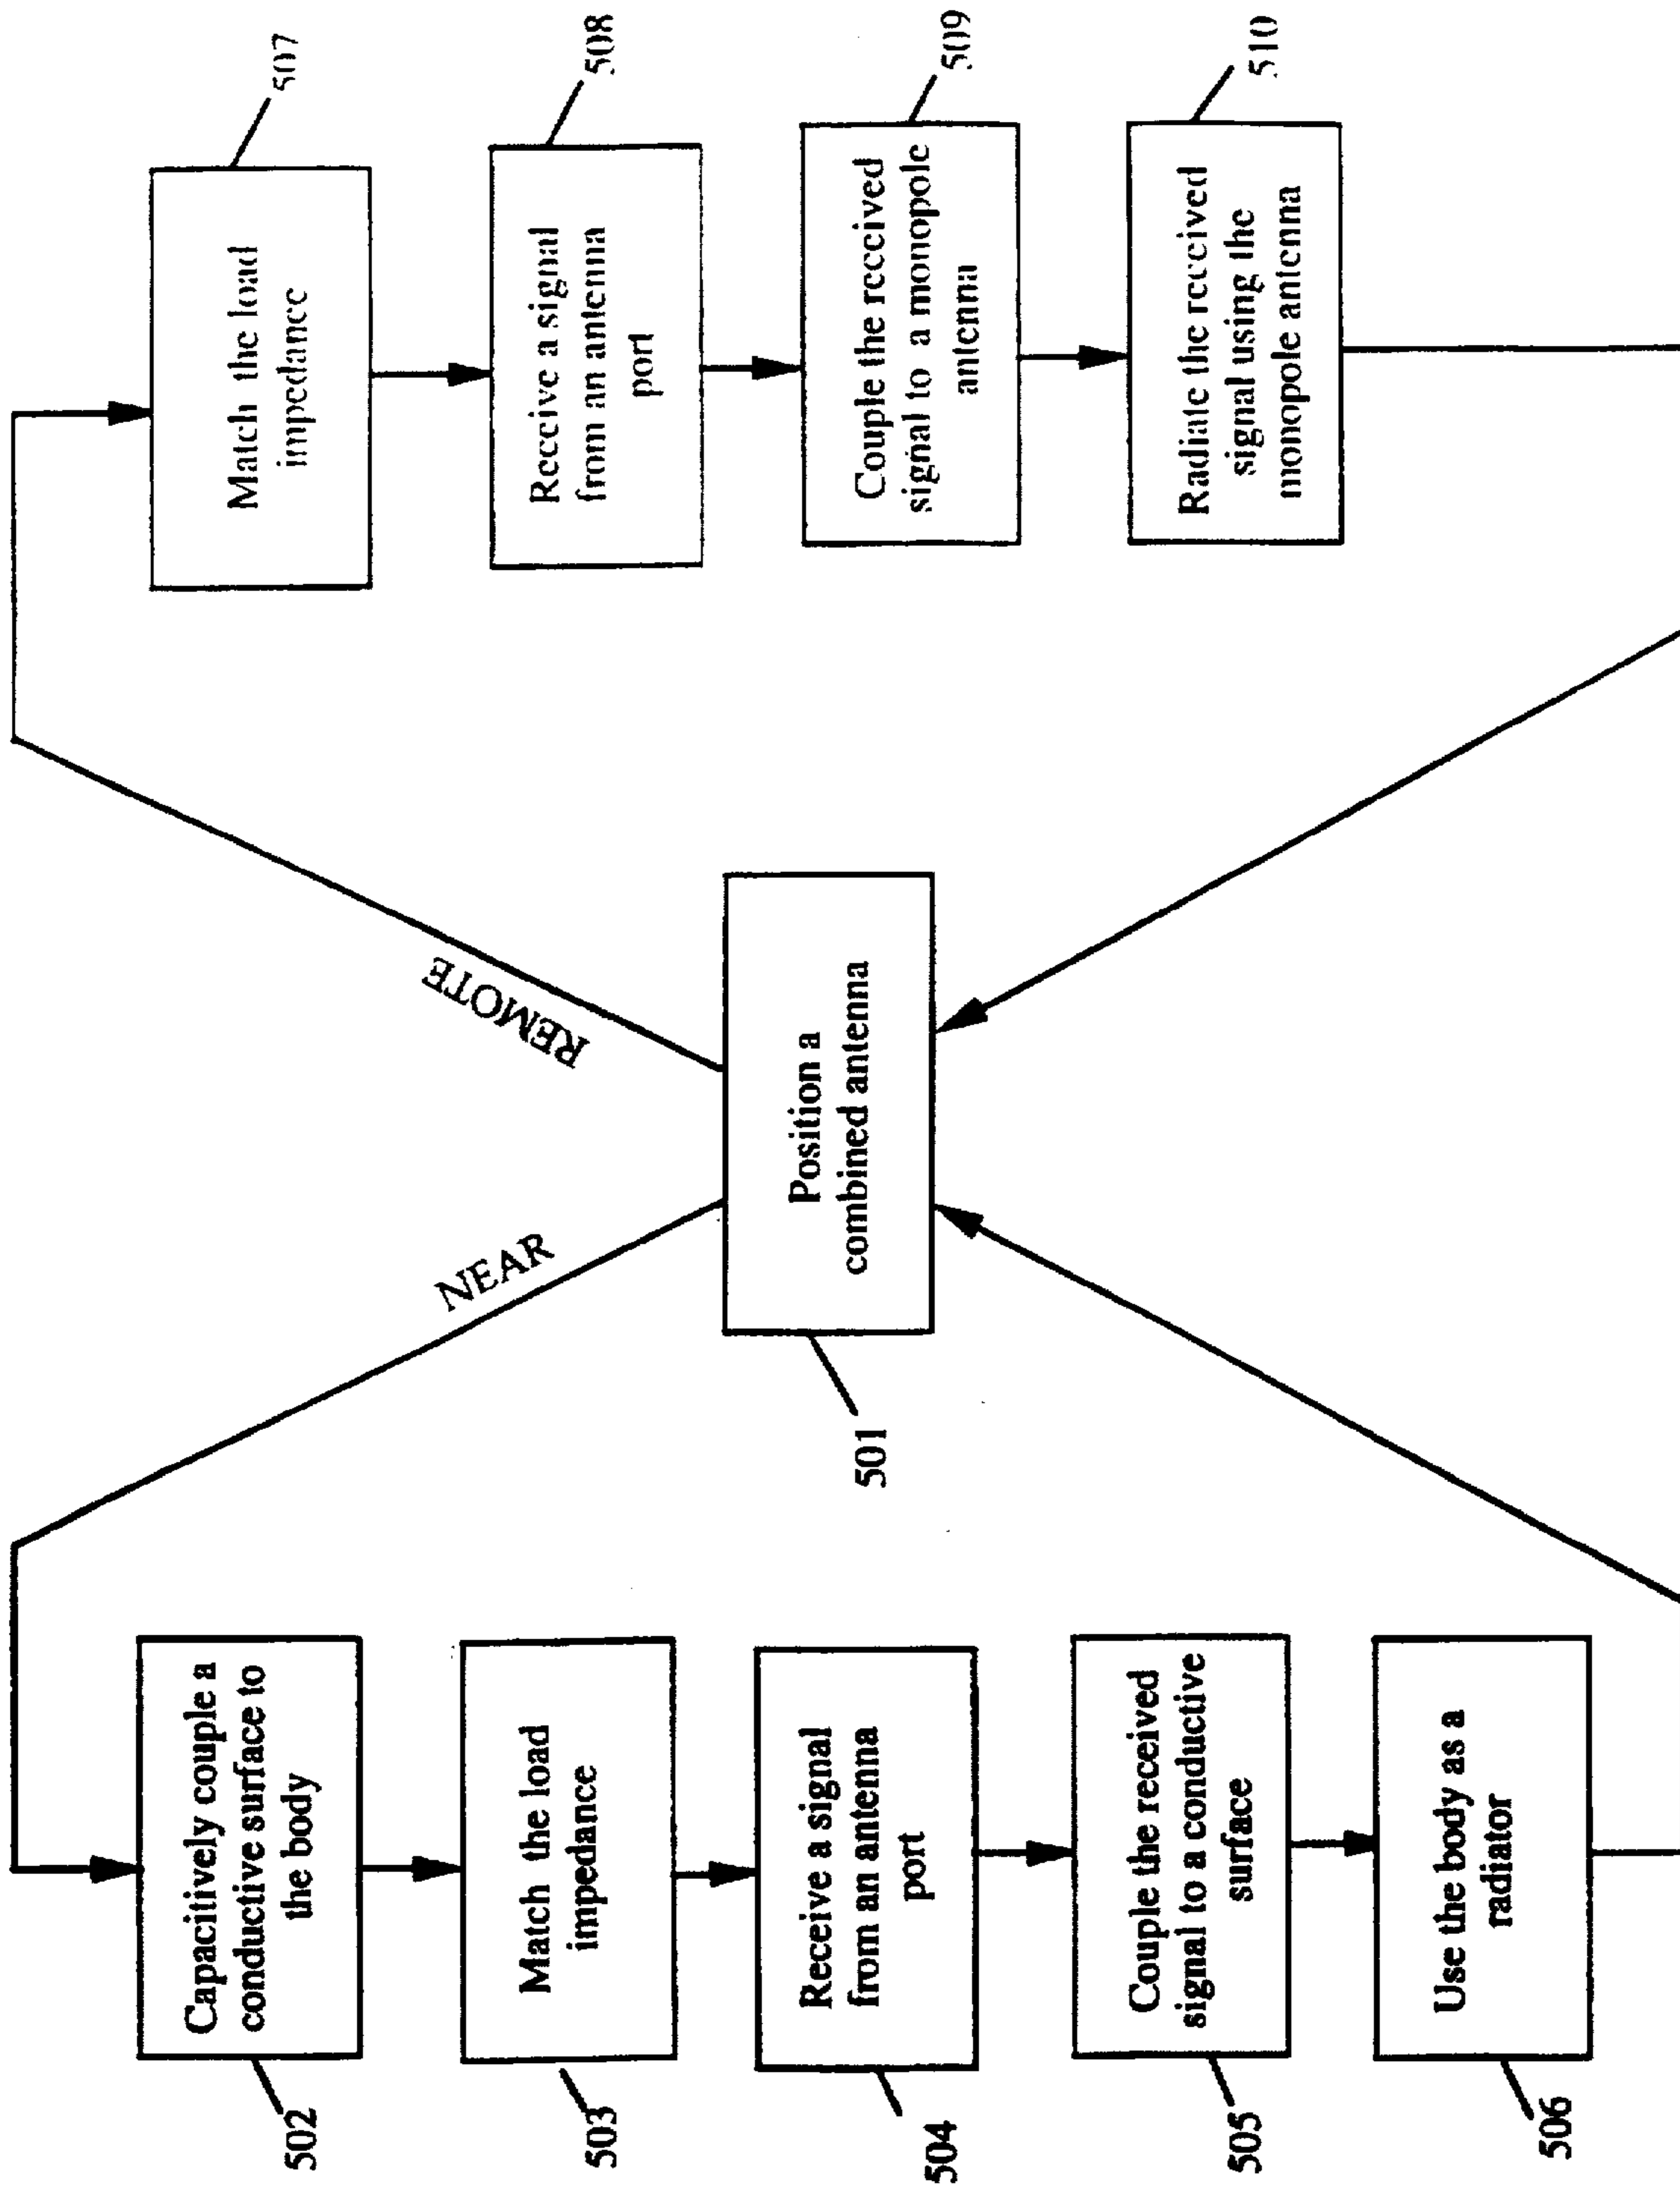 Position a
combined antenna
501
NEAR
REMOTE
Capacitively couple a
conductive surface to
the body
502
Match the load
impedance
503
Receive a signal
from an antenna
port
504
Couple the received
signal to a conductive
surface
505
Use the body as a
radiator
506
Match the load
impedance
507
Receive a signal
from an antenna
port
508
Couple the received
signal to a monopole
antenna
509
Radiate the received
signal using the
monopole antenna
510